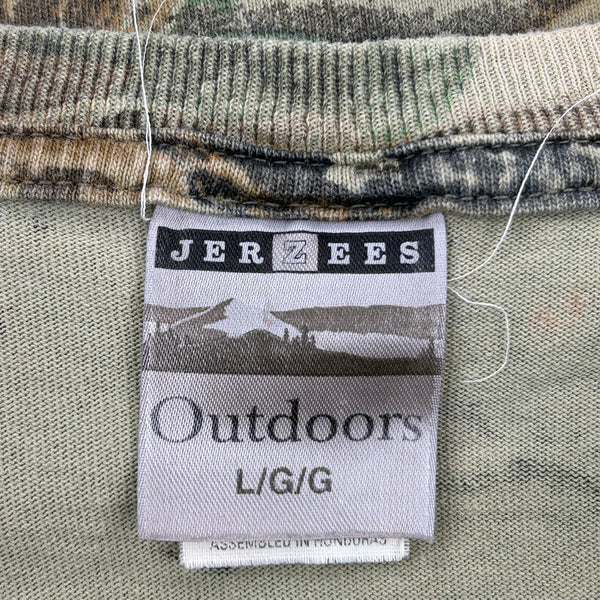 JERZEES
Outdoors
L/G/G
ASSEMBLED IN HONDURAS